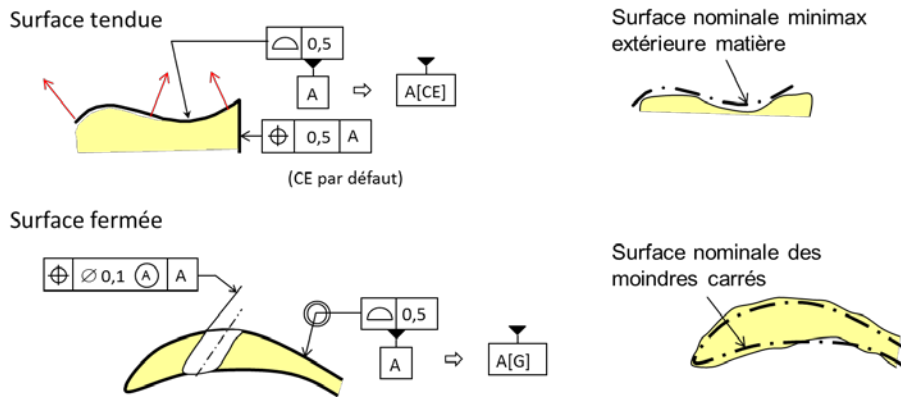 Surface tendue
⌓ 0,5
A ⇨ A[CE]
⌖ 0,5 A
(CE par défaut)
Surface nominale minimax
extérieure matière
Surface fermée
⌖ ∅ 0,1 Ⓐ A
⌓ 0,5
A ⇨ A[G]
Surface nominale des
moindres carrés